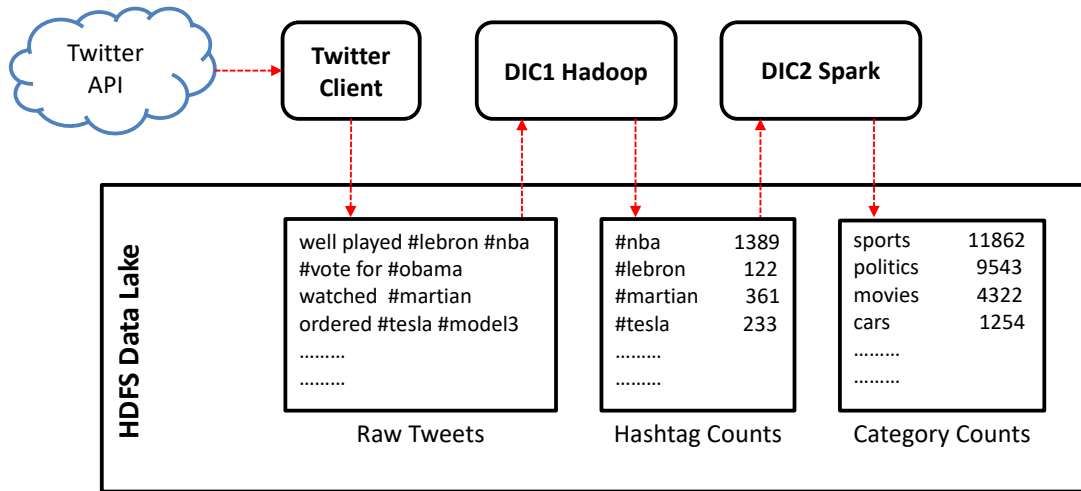 Twitter
API
Twitter
Client
DIC1 Hadoop
DIC2 Spark
HDFS Data Lake
well played #lebron #nba
#vote for #obama
watched  #martian
ordered #tesla #model3
………
………
Raw Tweets
#nba 1389
#lebron 122
#martian 361
#tesla 233
………
………
Hashtag Counts
sports 11862
politics 9543
movies 4322
cars 1254
………
………
Category Counts